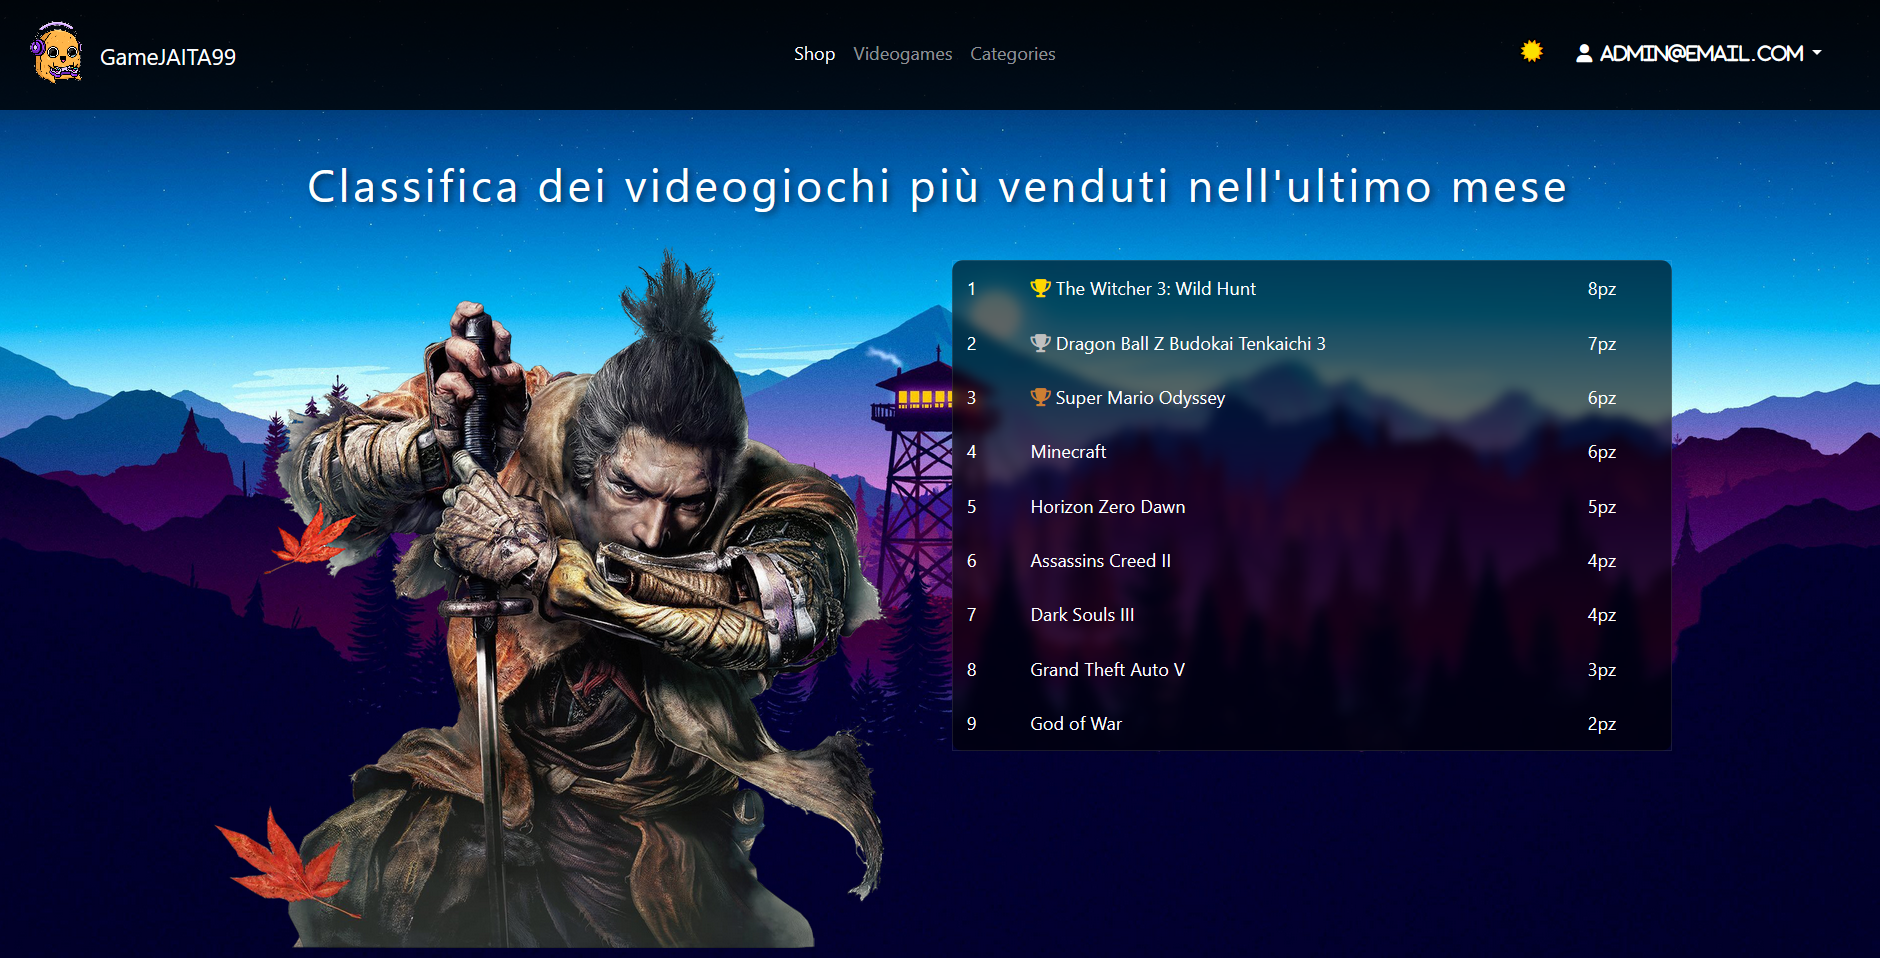 GameJAITA99
Shop Videogames Categories
ADMIN@EMAIL.COM
Classifica dei videogiochi più venduti nell'ultimo mese
1 The Witcher 3: Wild Hunt 8pz
2 Dragon Ball Z Budokai Tenkaichi 3 7pz
3 Super Mario Odyssey 6pz
4 Minecraft 6pz
5 Horizon Zero Dawn 5pz
6 Assassins Creed II 4pz
7 Dark Souls III 4pz
8 Grand Theft Auto V 3pz
9 God of War 2pz